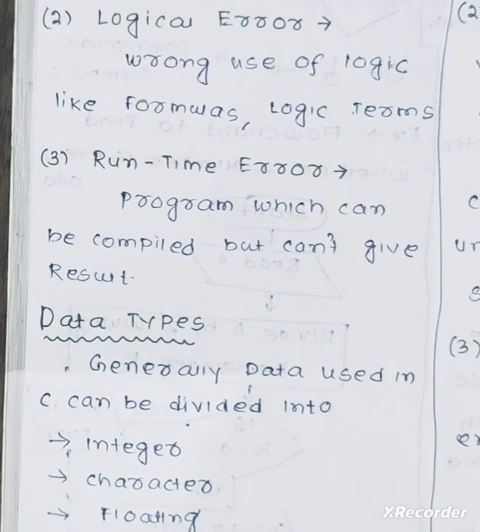 (2) Logical Error →
wrong use of logic
like Formulas, Logic Terms
(3) Run-Time Error →
Program which can
be compiled but can't give
Result.
Data Types
Generally Data used in
C can be divided into
→ integer
→ character
→ Floating
(2
(3)
XRecorder